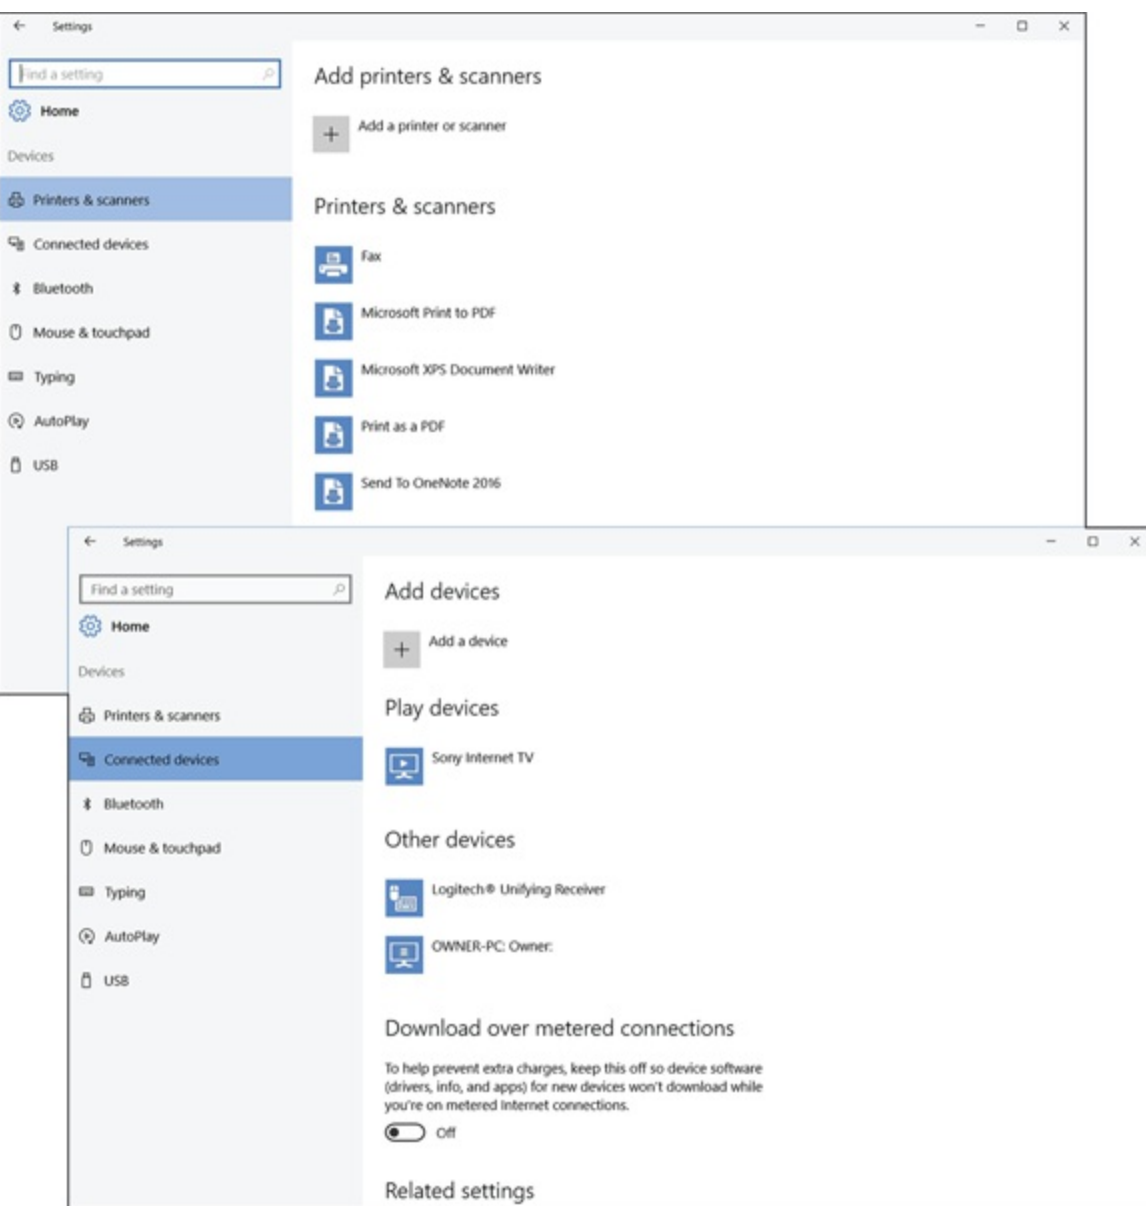 Settings
Find a setting
Home
Devices
Printers & scanners
Connected devices
Bluetooth
Mouse & touchpad
Typing
AutoPlay
USB
Add printers & scanners
Add a printer or scanner
Printers & scanners
Fax
Microsoft Print to PDF
Microsoft XPS Document Writer
Print as a PDF
Send To OneNote 2016
Settings
Find a setting
Home
Devices
Printers & scanners
Connected devices
Bluetooth
Mouse & touchpad
Typing
AutoPlay
USB
Add devices
Add a device
Play devices
Sony Internet TV
Other devices
Logitech® Unifying Receiver
OWNER-PC: Owner:
Download over metered connections
To help prevent extra charges, keep this off so device software
(drivers, info, and apps) for new devices won't download while
you're on metered Internet connections.
Off
Related settings